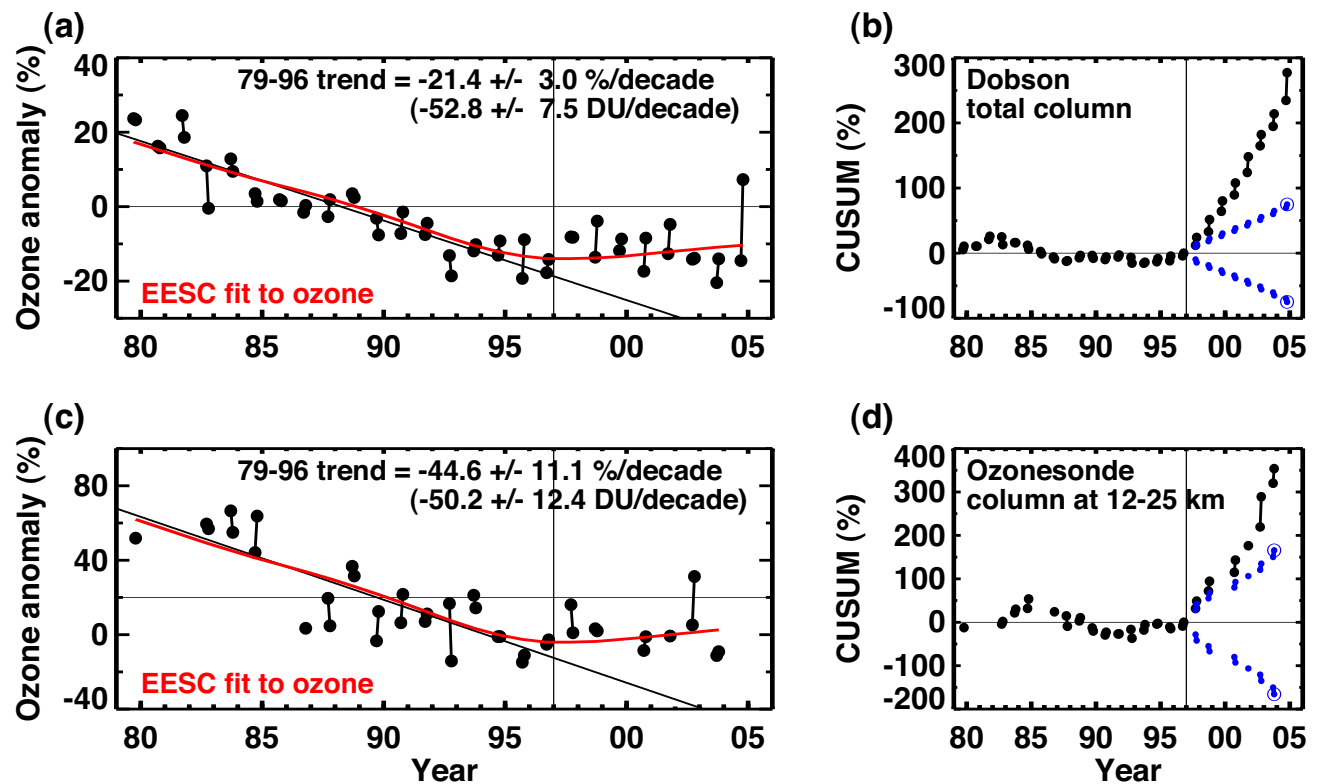 (a)
Ozone anomaly (%)
40
20
0
-20
79-96 trend = -21.4 +/- 3.0 %/decade
(-52.8 +/- 7.5 DU/decade)
EESC fit to ozone
80 85 90 95 00 05
(b)
CUSUM (%)
300
200
100
0
-100
Dobson
total column
80 85 90 95 00 05
(c)
Ozone anomaly (%)
80
40
20
0
-40
79-96 trend = -44.6 +/- 11.1 %/decade
(-50.2 +/- 12.4 DU/decade)
EESC fit to ozone
80 85 90 95 00 05
Year
(d)
CUSUM (%)
400
300
200
100
0
-100
-200
Ozonesonde
column at 12-25 km
80 85 90 95 00 05
Year